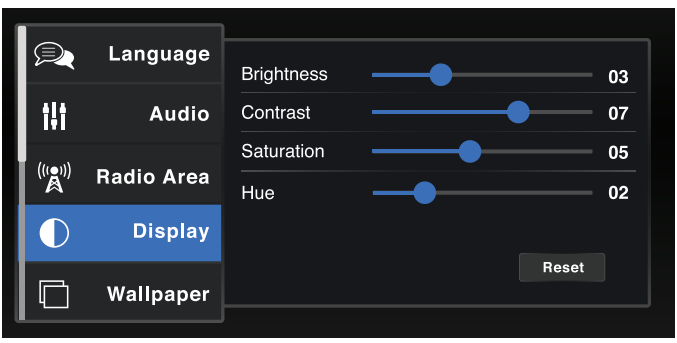 Language
Audio
Radio Area
Display
Wallpaper
Brightness 03
Contrast 07
Saturation 05
Hue 02
Reset